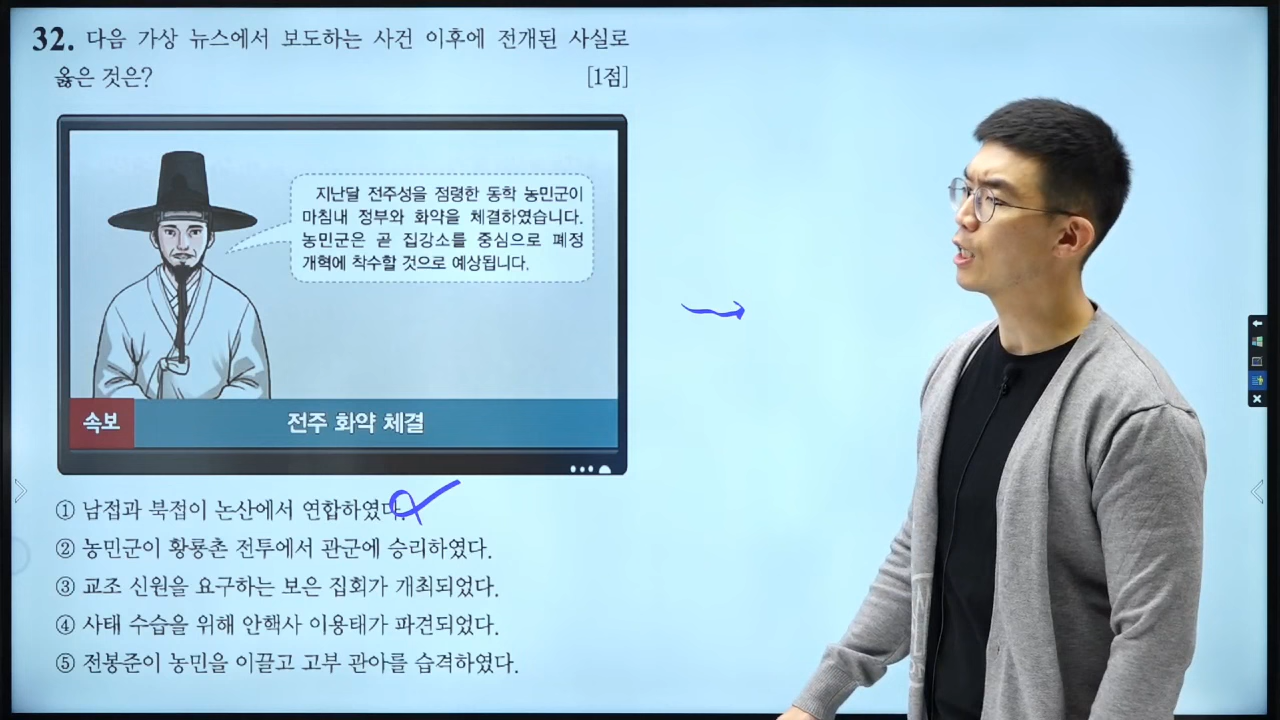 32. 다음 가상 뉴스에서 보도하는 사건 이후에 전개된 사실로
옳은 것은? [1점]
지난달 전주성을 점령한 동학 농민군이
마침내 정부와 화약을 체결하였습니다.
농민군은 곧 집강소를 중심으로 폐정
개혁에 착수할 것으로 예상됩니다.
속보 전주 화약 체결
① 남접과 북접이 논산에서 연합하였다.
② 농민군이 황룡촌 전투에서 관군에 승리하였다.
③ 교조 신원을 요구하는 보은 집회가 개최되었다.
④ 사태 수습을 위해 안핵사 이용태가 파견되었다.
⑤ 전봉준이 농민을 이끌고 고부 관아를 습격하였다.